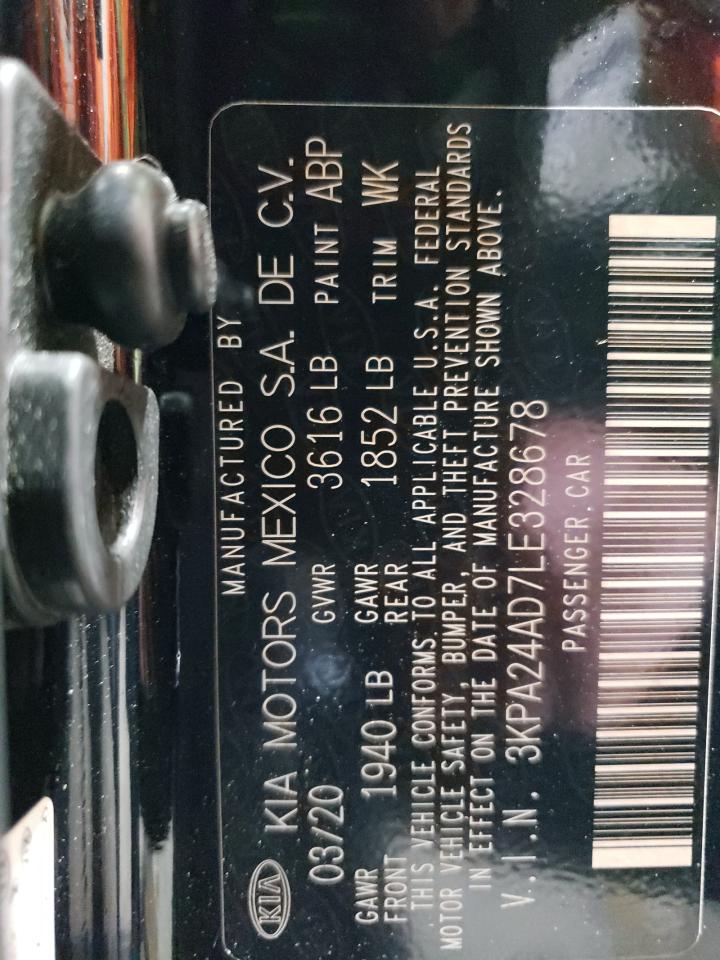 MANUFACTURED BY
KIA KIA MOTORS MEXICO S.A. DE C.V.
03/20 GVWR 3616 LB PAINT ABP
GAWR FRONT 1940 LB GAWR REAR 1852 LB TRIM WK
THIS VEHICLE CONFORMS TO ALL APPLICABLE U.S.A. FEDERAL
MOTOR VEHICLE SAFETY, BUMPER, AND THEFT PREVENTION STANDARDS
IN EFFECT ON THE DATE OF MANUFACTURE SHOWN ABOVE.
V.I.N. 3KPA24AD7LE328678
PASSENGER CAR